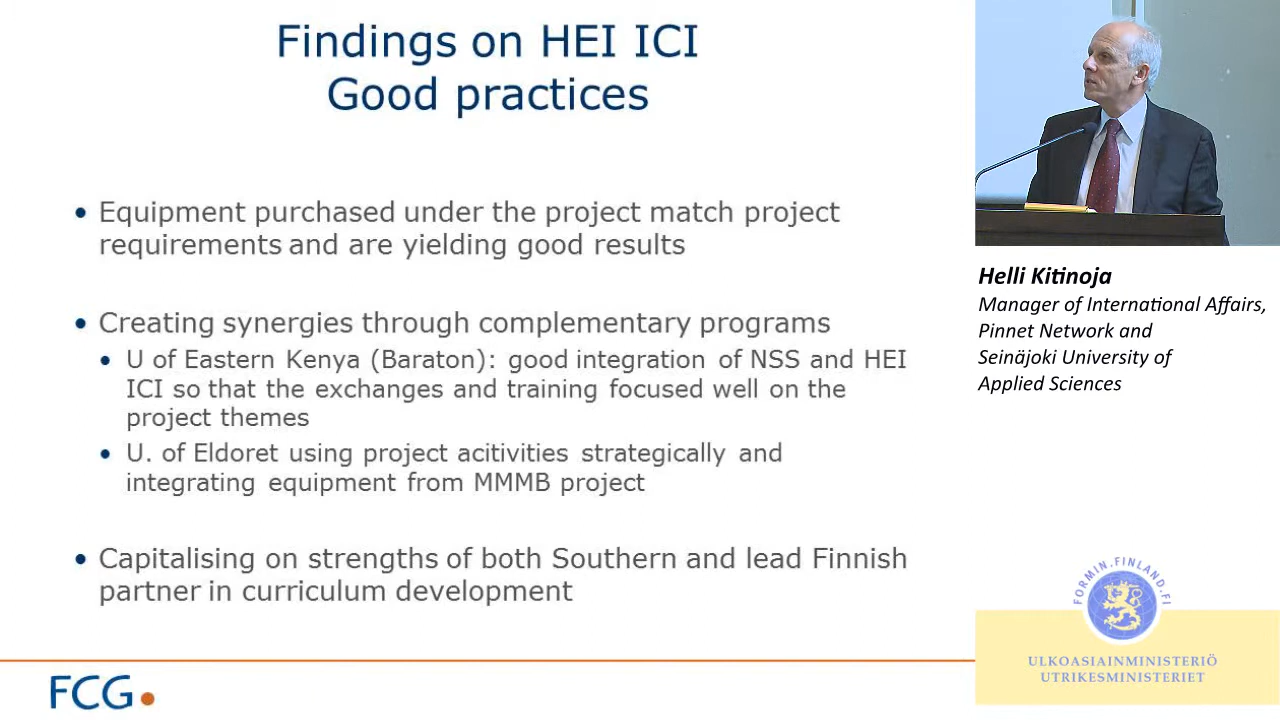 Findings on HEI ICI
Good practices
• Equipment purchased under the project match project
requirements and are yielding good results
• Creating synergies through complementary programs
• U of Eastern Kenya (Baraton): good integration of NSS and HEI
ICI so that the exchanges and training focused well on the
project themes
• U. of Eldoret using project acitivities strategically and
integrating equipment from MMMB project
• Capitalising on strengths of both Southern and lead Finnish
partner in curriculum development
FCG
Helli Kitinoja
Manager of International Affairs,
Pinnet Network and
Seinäjoki University of
Applied Sciences
FORMIN.FINLAND.FI
ULKOASIAINMINISTERIÖ
UTRIKESMINISTERIET